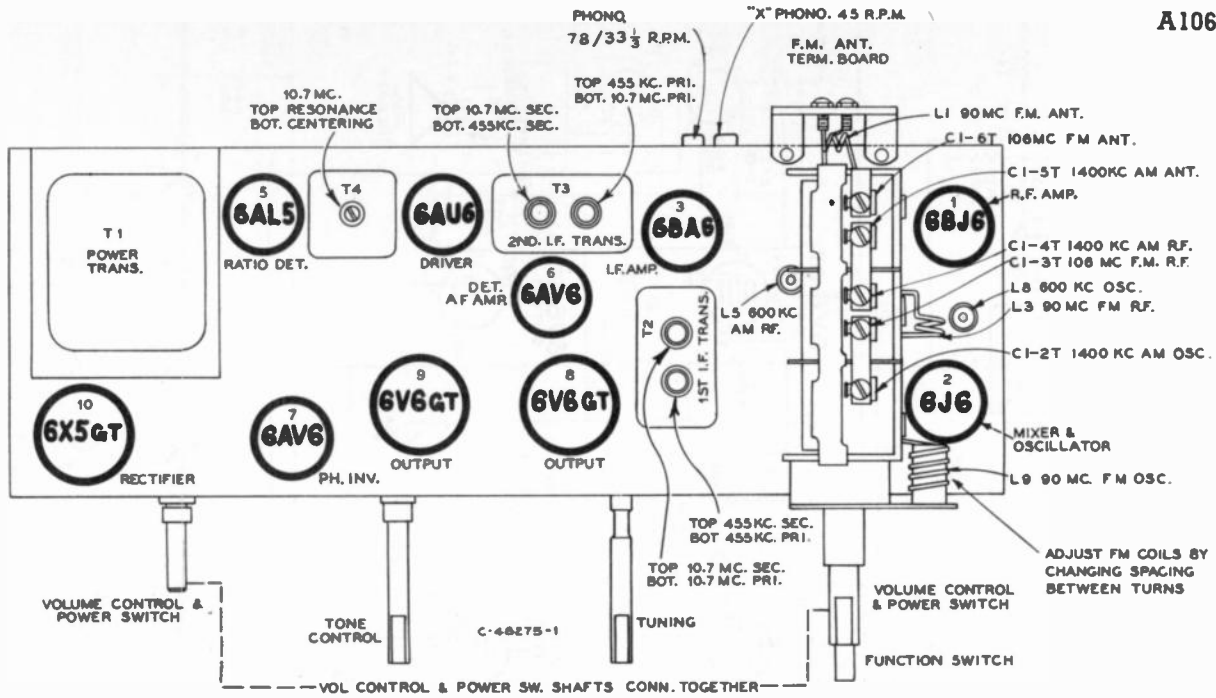 A106
PHONO,
78/33 1/3 R.P.M.
"X" PHONO. 45 R.P.M.
F.M. ANT.
TERM. BOARD
TOP 455 KC. PRI.
BOT. 10.7 MC. PRI.
10.7 MC.
TOP RESONANCE
BOT. CENTERING
TOP 10.7 MC. SEC.
BOT. 455KC. SEC.
L1 90MC F.M. ANT.
C1-6T 106MC FM ANT.
C1-5T 1400KC AM ANT.
R.F. AMP.
C1-4T 1400 KC AM RF.
C1-3T 106 MC F.M. R.F.
L8 600 KC OSC.
L3 90 MC FM RF.
C1-2T 1400 KC AM OSC.
T1
POWER
TRANS.
5
6AL5
RATIO DET.
T4
6AU6
DRIVER
T3
2ND. I.F. TRANS.
3
6BA6
I.F. AMP.
1
6BJ6
DET.
AF AMP.
6
6AV6
L5 600 KC
AM RF.
T2
1ST I.F. TRANS.
10
6X5GT
RECTIFIER
7
6AV6
PH. INV.
9
6V6GT
OUTPUT
8
6V6GT
OUTPUT
2
6J6
MIXER &
OSCILLATOR
L9 90 MC. FM OSC.
TOP 455KC. SEC.
BOT 455KC. PRI.
TOP 10.7 MC. SEC.
BOT. 10.7 MC. PRI.
ADJUST FM COILS BY
CHANGING SPACING
BETWEEN TURNS
VOLUME CONTROL &
POWER SWITCH
TONE
CONTROL
C-48275-1
TUNING
VOLUME CONTROL
& POWER SWITCH
FUNCTION SWITCH
VOL CONTROL & POWER SW. SHAFTS CONN. TOGETHER